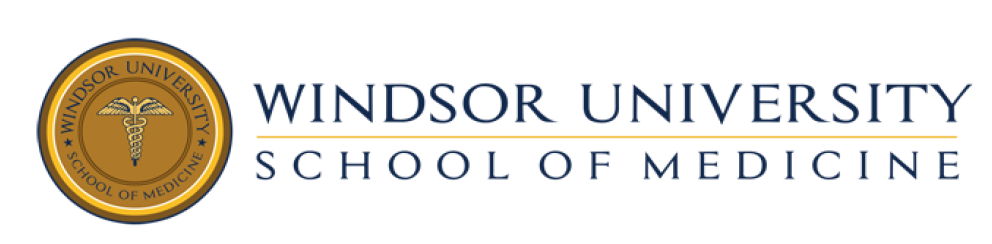 WINDSOR UNIVERSITY
★ SCHOOL OF MEDICINE ★
WINDSOR UNIVERSITY
SCHOOL OF MEDICINE